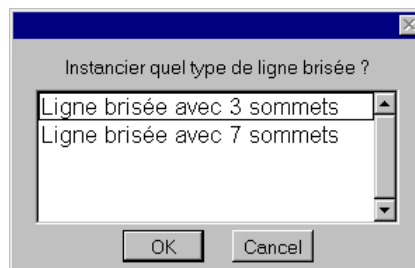 Instancier quel type de ligne brisée ?
Ligne brisée avec 3 sommets
Ligne brisée avec 7 sommets
OK Cancel